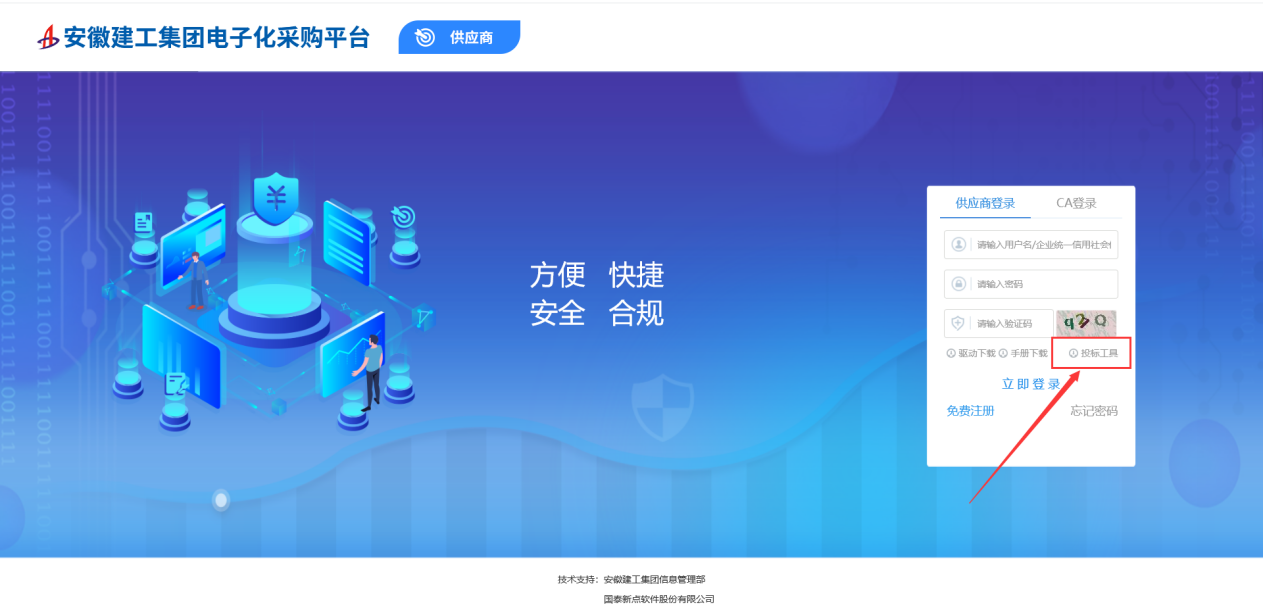 安徽建工集团电子化采购平台
供应商
方便 快捷
安全 合规
供应商登录 CA登录
请输入用户名/企业统一信用社会
请输入密码
请输入验证码
驱动下载 手册下载 投标工具
立即登录
免费注册 忘记密码
技术支持：安徽建工集团信息管理部
国泰新点软件股份有限公司